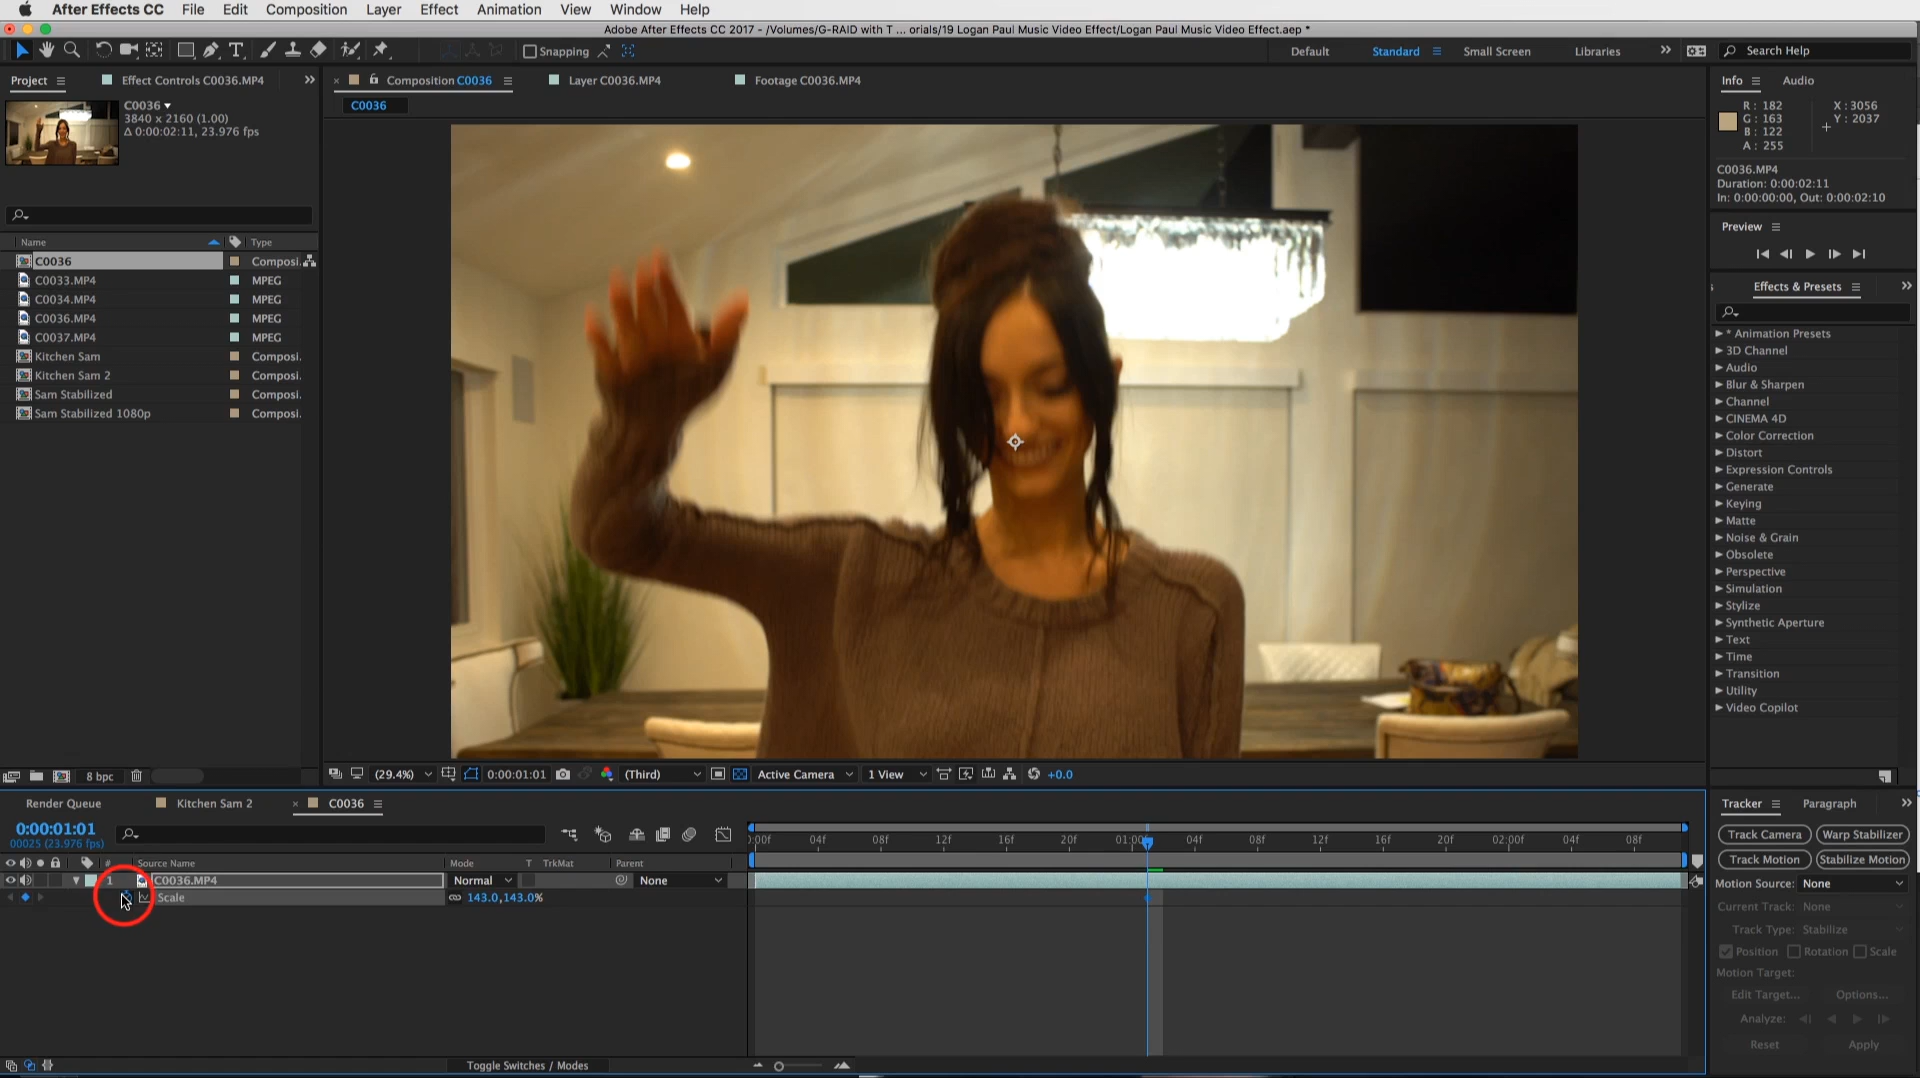 After Effects CC File Edit Composition Layer Effect Animation View Window Help
Adobe After Effects CC 2017 - /Volumes/G-RAID with T ... orials/19 Logan Paul Music Video Effect/Logan Paul Music Video Effect.aep *
Snapping Default Standard Small Screen Libraries Search Help
Project Effect Controls C0036.MP4 Composition C0036 Layer C0036.MP4 Footage C0036.MP4 Info Audio
C0036
3840 x 2160 (1.00)
Δ 0:00:02:11, 23.976 fps
C0036
R: 182 X: 3056
G: 163 Y: 2037
B: 122
A: 255
C0036.MP4
Duration: 0:00:02:11
In: 0:00:00:00, Out: 0:00:02:10
Preview
Effects & Presets
Name Type
C0036 Composi.
C0033.MP4 MPEG
C0034.MP4 MPEG
C0036.MP4 MPEG
C0037.MP4 MPEG
Kitchen Sam Composi.
Kitchen Sam 2 Composi.
Sam Stabilized Composi.
Sam Stabilized 1080p Composi.
* Animation Presets
3D Channel
Audio
Blur & Sharpen
Channel
CINEMA 4D
Color Correction
Distort
Expression Controls
Generate
Keying
Matte
Noise & Grain
Obsolete
Perspective
Simulation
Stylize
Synthetic Aperture
Text
Time
Transition
Utility
Video Copilot
8 bpc (29.4%) 0:00:01:01 (Third) Active Camera 1 View +0.0
Render Queue Kitchen Sam 2 C0036
0:00:01:01
00025 (23.976 fps)
:00f 04f 08f 12f 16f 20f 01:00f 04f 08f 12f 16f 20f 02:00f 04f 08f
# Source Name Mode T TrkMat Parent
1 C0036.MP4 Normal None
Scale 143.0,143.0%
Toggle Switches / Modes
Tracker Paragraph
Track Camera Warp Stabilizer
Track Motion Stabilize Motion
Motion Source: None
Current Track: None
Track Type: Stabilize
Position Rotation Scale
Motion Target:
Edit Target... Options...
Analyze:
Reset Apply